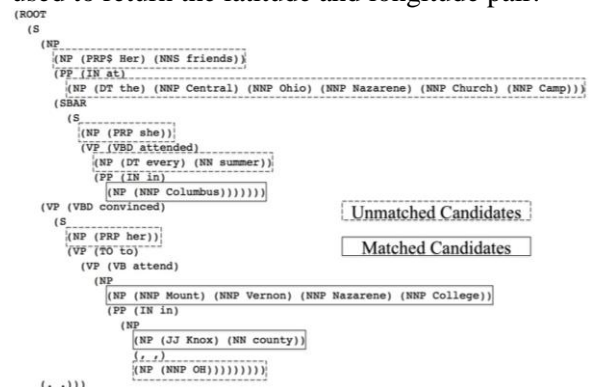 used to return the latitude and longitude pair.
(ROOT
(S
(NP
(NP (PRP$ Her) (NNS friends))
(PP (IN at)
(NP (DT the) (NNP Central) (NNP Ohio) (NNP Nazarene) (NNP Church) (NNP Camp)))
(SBAR
(S
(NP (PRP she))
(VP (VBD attended)
(NP (DT every) (NN summer))
(PP (IN in)
(NP (NNP Columbus)))))))
(VP (VBD convinced)
(S
(NP (PRP her))
(VP (TO to)
(VP (VB attend)
(NP
(NP (NNP Mount) (NNP Vernon) (NNP Nazarene) (NNP College))
(PP (IN in)
(NP
(NP (JJ Knox) (NN county))
(, ,)
(NP (NNP OH)))))))))
(. .)))
Unmatched Candidates
Matched Candidates